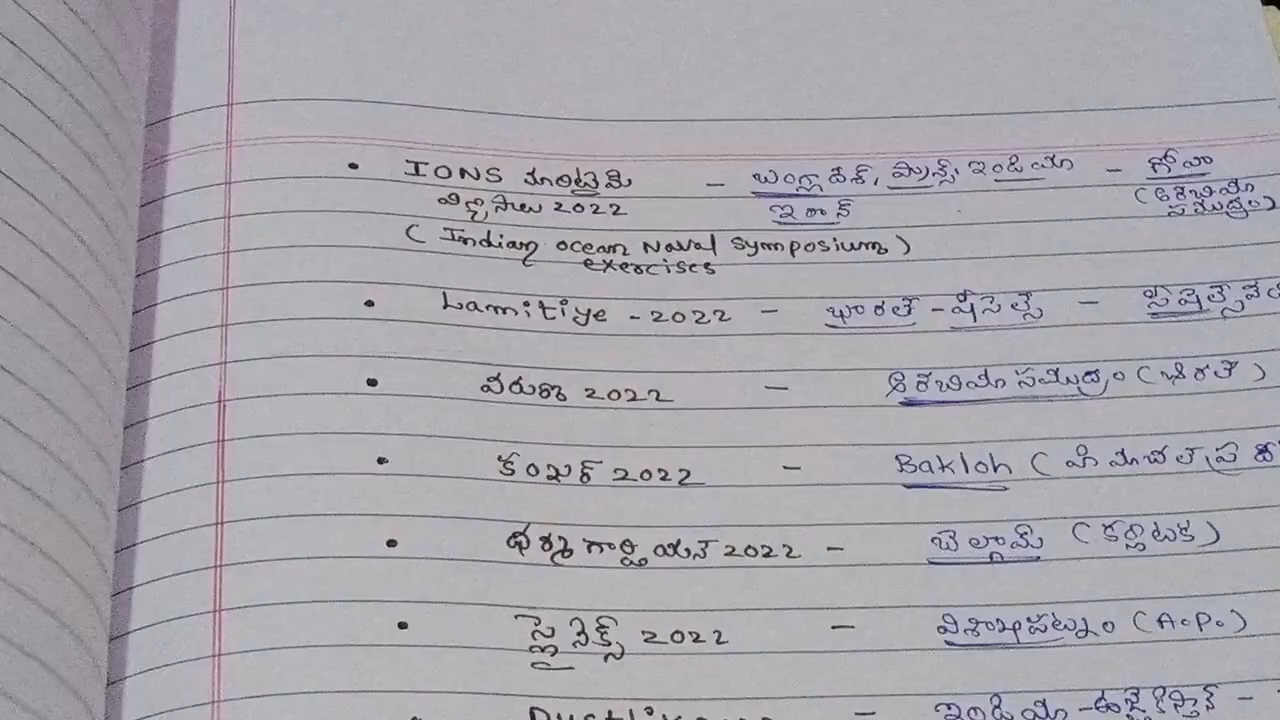 • IONS మారిటైమ్ - బంగ్లాదేశ్, ఫ్రాన్స్, ఇండియా - గోవా
విన్యాసాలు 2022 ఇరాన్ (అరేబియా సముద్రం)
( Indian ocean Naval symposium)
exercises
• Lamitiye - 2022 - భారత్ - షీసెల్స్ -
• వరుణ 2022 - అరేబియా సముద్రం (భారత్)
• కంజర్ 2022 - Bakloh (హిమాచల్ ప్ర
• ధర్మగార్డియన్ 2022 - బెల్గామ్ (కర్ణాటక)
• స్లైనెక్స్ 2022 - విశాఖపట్నం (A.P.)
ఇండియా - ఉజ్బెకిస్తాన్ -